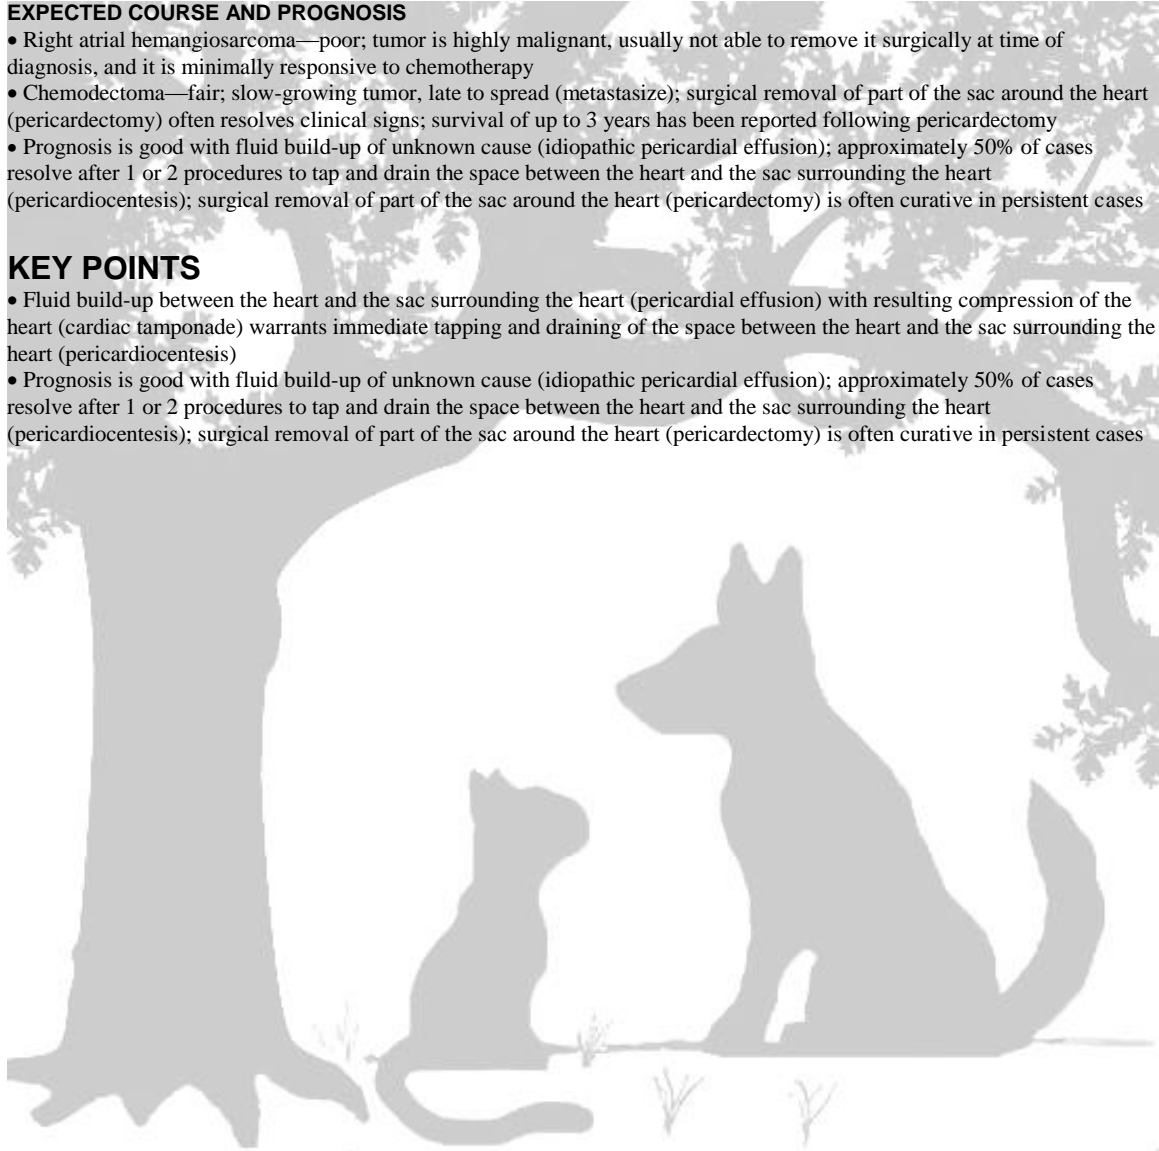 EXPECTED COURSE AND PROGNOSIS
• Right atrial hemangiosarcoma—poor; tumor is highly malignant, usually not able to remove it surgically at time of
diagnosis, and it is minimally responsive to chemotherapy
• Chemodectoma—fair; slow-growing tumor, late to spread (metastasize); surgical removal of part of the sac around the heart
(pericardectomy) often resolves clinical signs; survival of up to 3 years has been reported following pericardectomy
• Prognosis is good with fluid build-up of unknown cause (idiopathic pericardial effusion); approximately 50% of cases
resolve after 1 or 2 procedures to tap and drain the space between the heart and the sac surrounding the heart
(pericardiocentesis); surgical removal of part of the sac around the heart (pericardectomy) is often curative in persistent cases
KEY POINTS
• Fluid build-up between the heart and the sac surrounding the heart (pericardial effusion) with resulting compression of the
heart (cardiac tamponade) warrants immediate tapping and draining of the space between the heart and the sac surrounding the
heart (pericardiocentesis)
• Prognosis is good with fluid build-up of unknown cause (idiopathic pericardial effusion); approximately 50% of cases
resolve after 1 or 2 procedures to tap and drain the space between the heart and the sac surrounding the heart
(pericardiocentesis); surgical removal of part of the sac around the heart (pericardectomy) is often curative in persistent cases